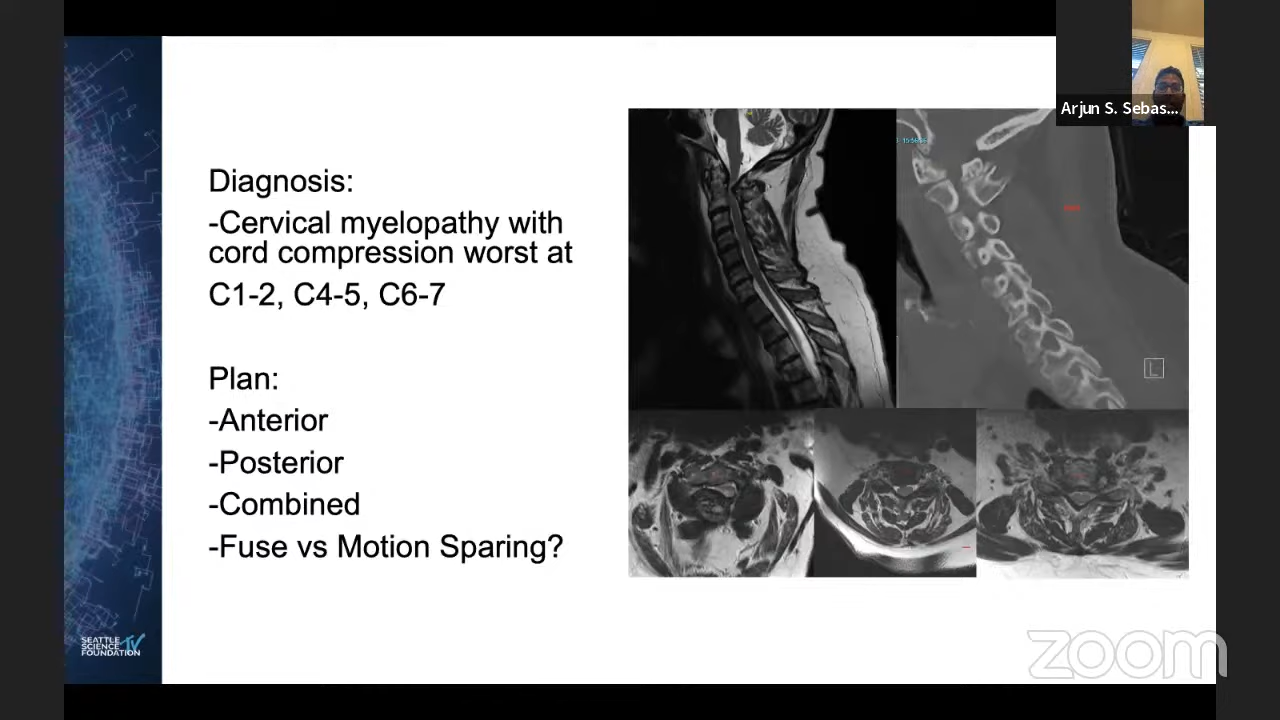 Arjun S. Sebas...
Diagnosis:
-Cervical myelopathy with
cord compression worst at
C1-2, C4-5, C6-7
Plan:
-Anterior
-Posterior
-Combined
-Fuse vs Motion Sparing?
L
SEATTLE
SCIENCE
FOUNDATION
TV
zoom